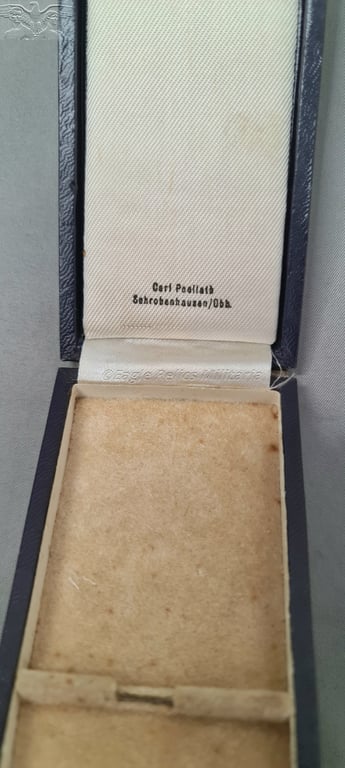 Carl Poellath
Schrobenhausen/Obb.
©Eagle Relics Militaria